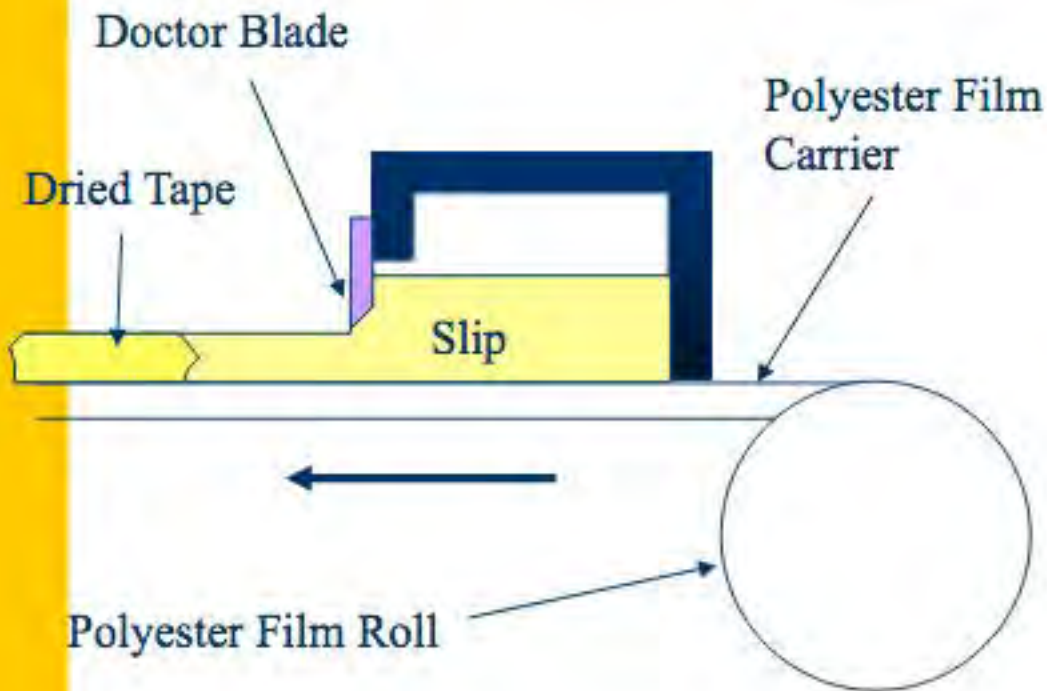 Doctor Blade
Polyester Film
Carrier
Dried Tape
Slip
Polyester Film Roll